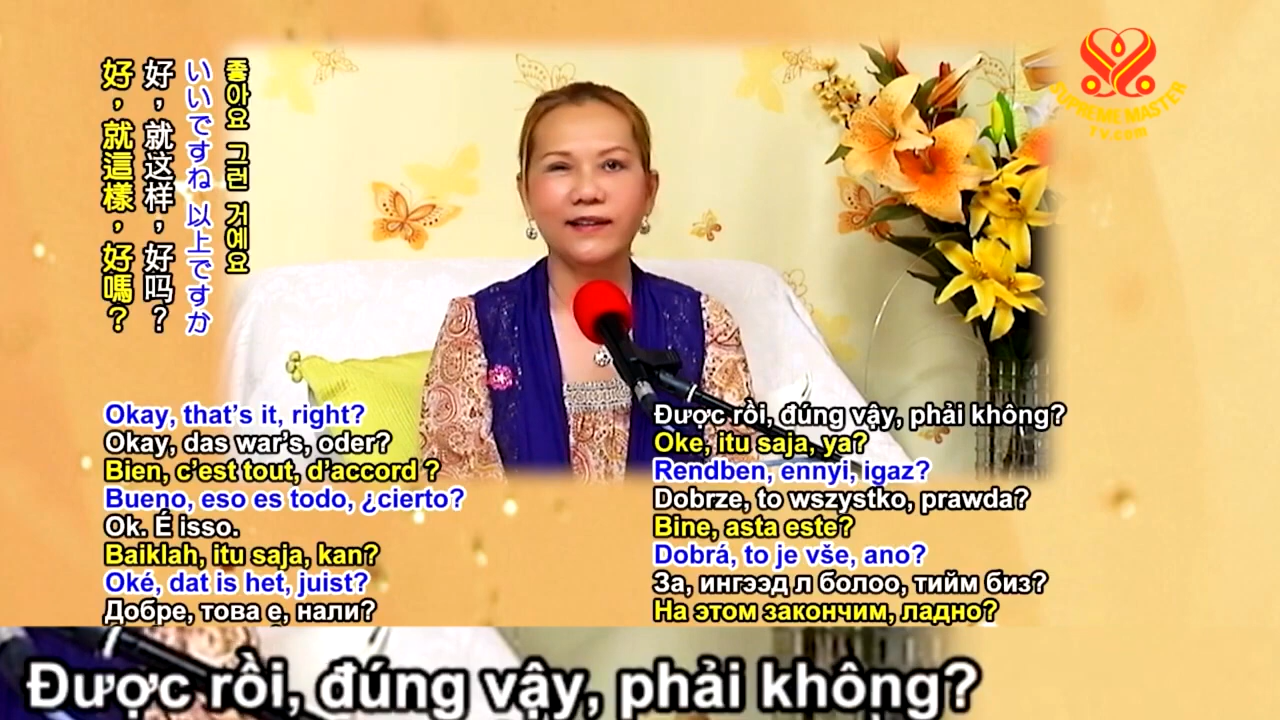 好，就這樣，好嗎？
好，就这样，好吗？
いいですね 以上ですか
좋아요 그런 거예요
SUPREME MASTER
TV.com
Okay, that's it, right?
Okay, das war's, oder?
Bien, c'est tout, d'accord ?
Bueno, eso es todo, ¿cierto?
Ok. É isso.
Baiklah, itu saja, kan?
Oké, dat is het, juist?
Добре, това е, нали?
Được rồi, đúng vậy, phải không?
Oke, itu saja, ya?
Rendben, ennyi, igaz?
Dobrze, to wszystko, prawda?
Bine, asta este?
Dobrá, to je vše, ano?
За, ингээд л болоо, тийм биз?
На этом закончим, ладно?
Được rồi, đúng vậy, phải không?